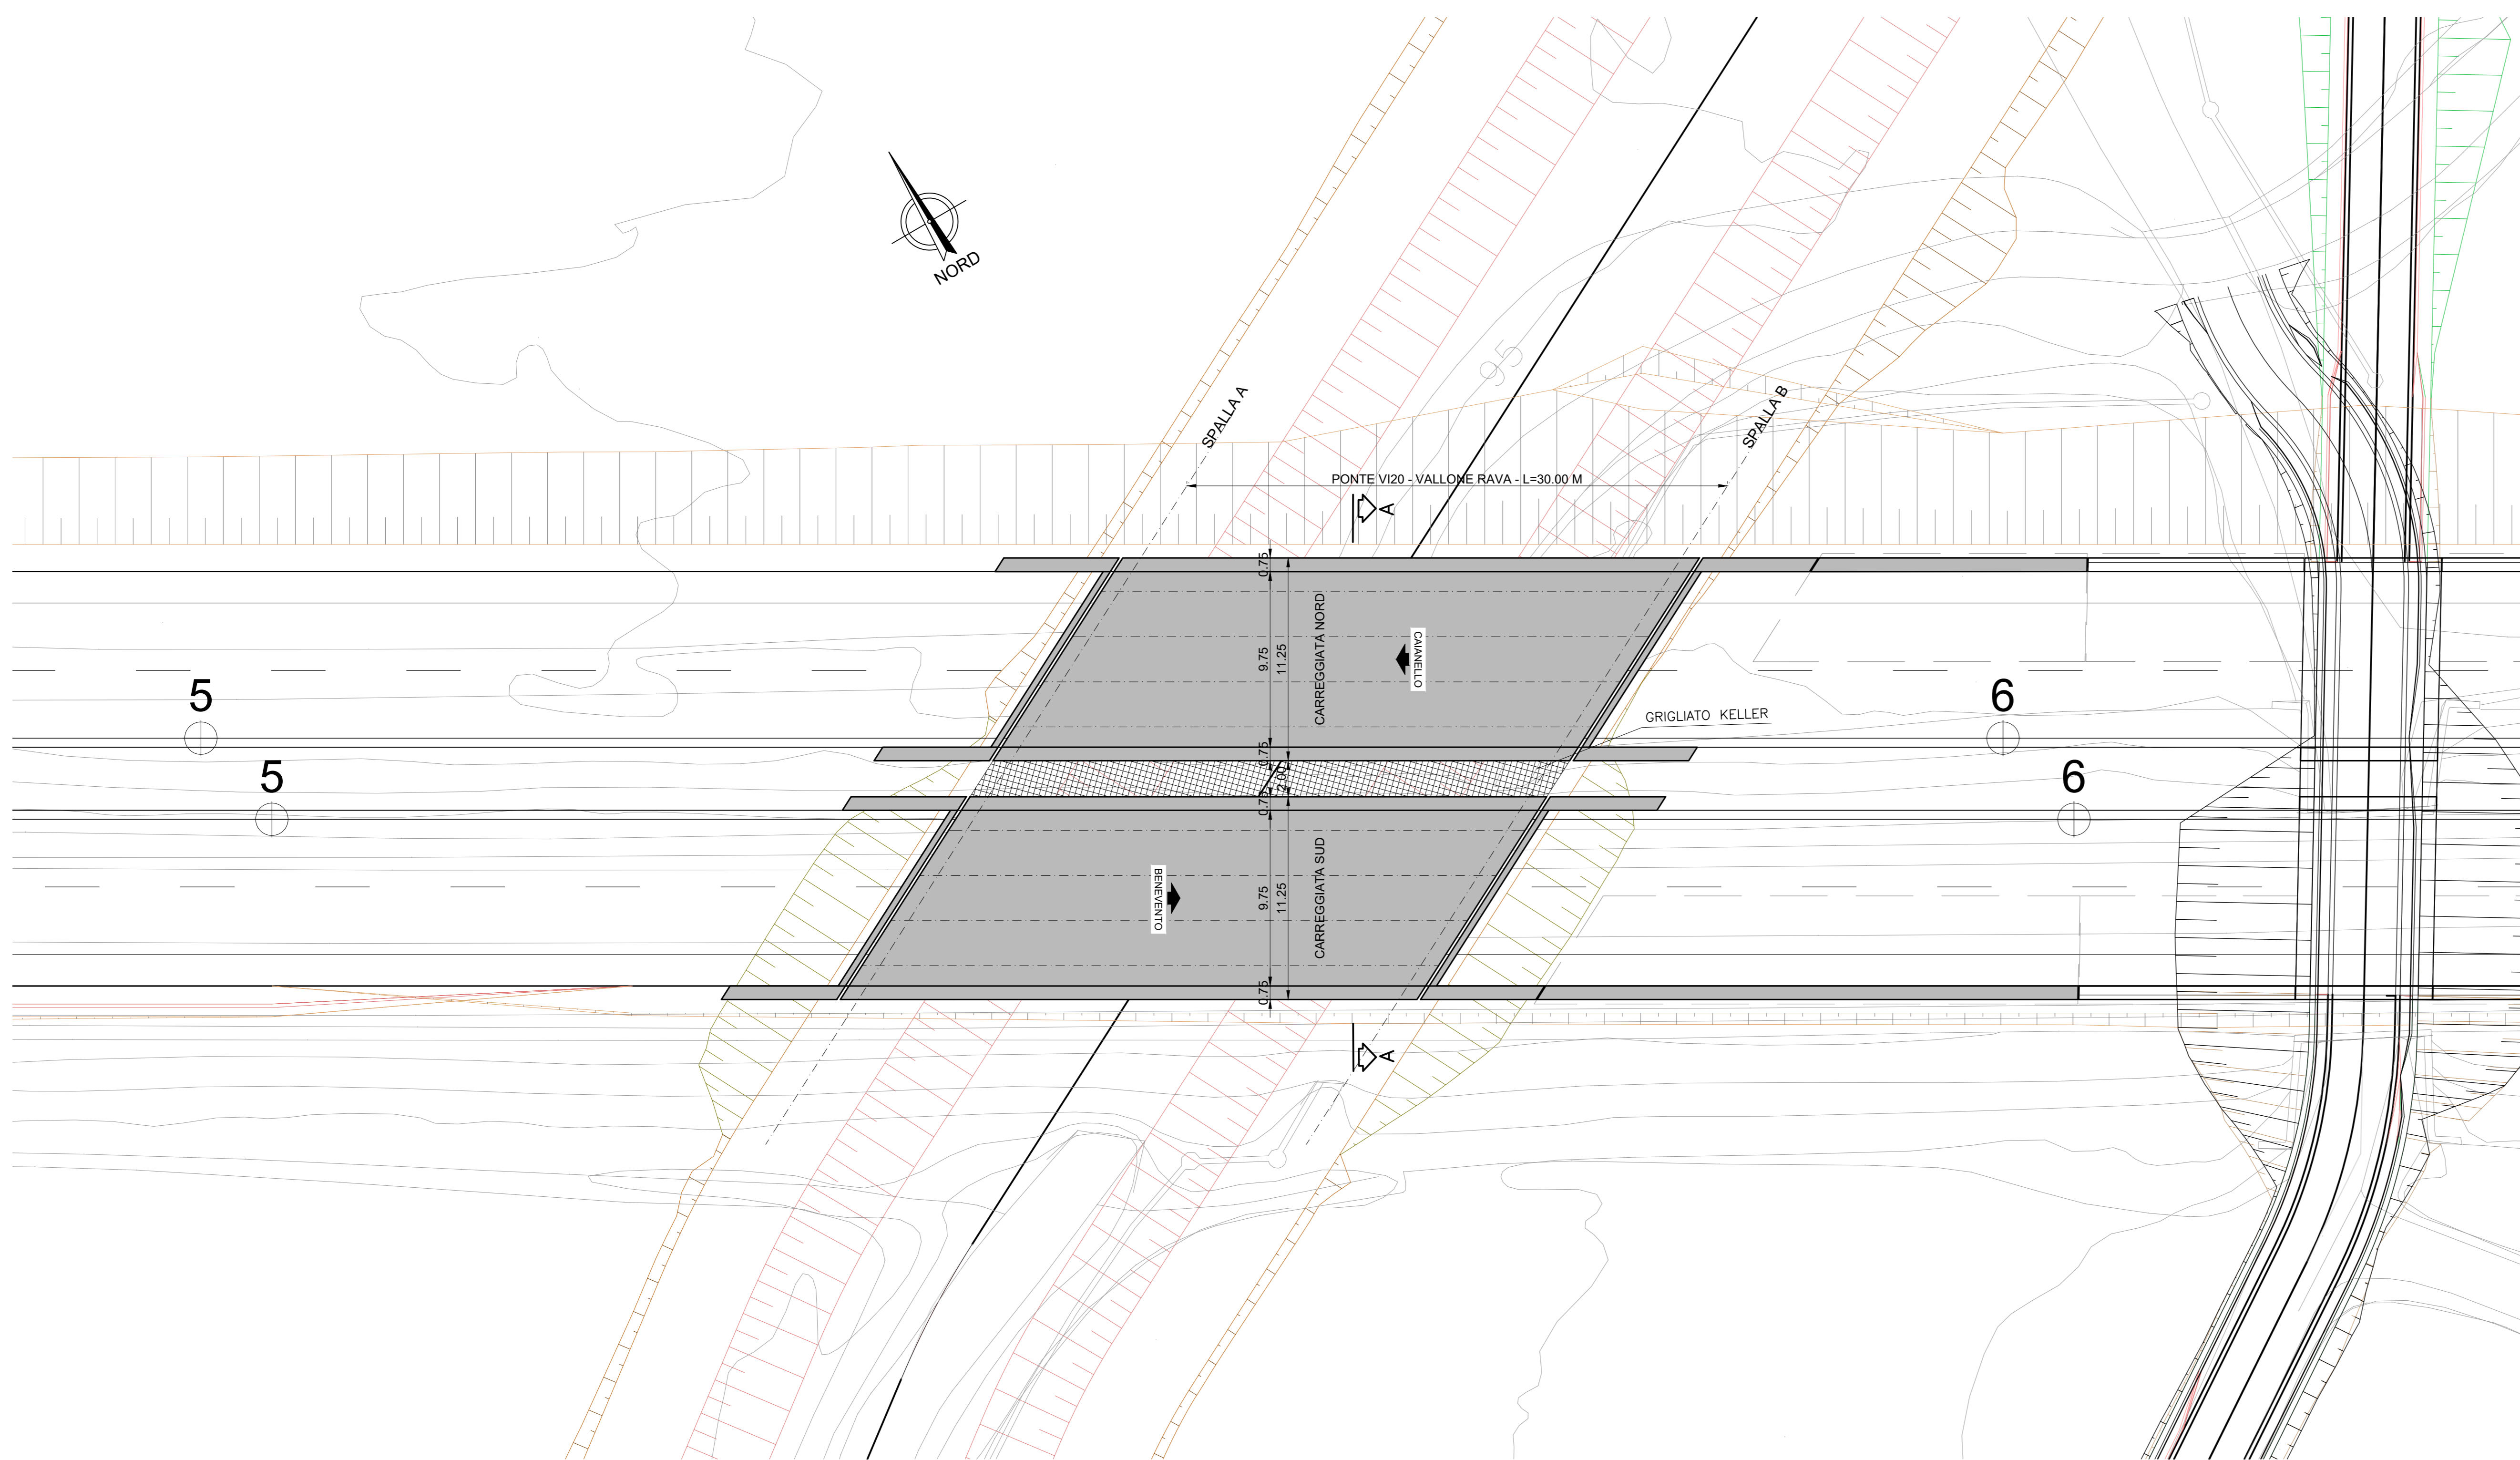 NORD
95
SPALLA A
SPALLA B
PONTE VI20 - VALLONE RAVA - L=30.00 M
A
0.75
CARREGGIATA NORD
9.75
11.25
CAIANELLO
5
6
GRIGLIATO KELLER
0.75
2.00
0.75
5
6
CARREGGIATA SUD
9.75
11.25
BENEVENTO
0.75
A